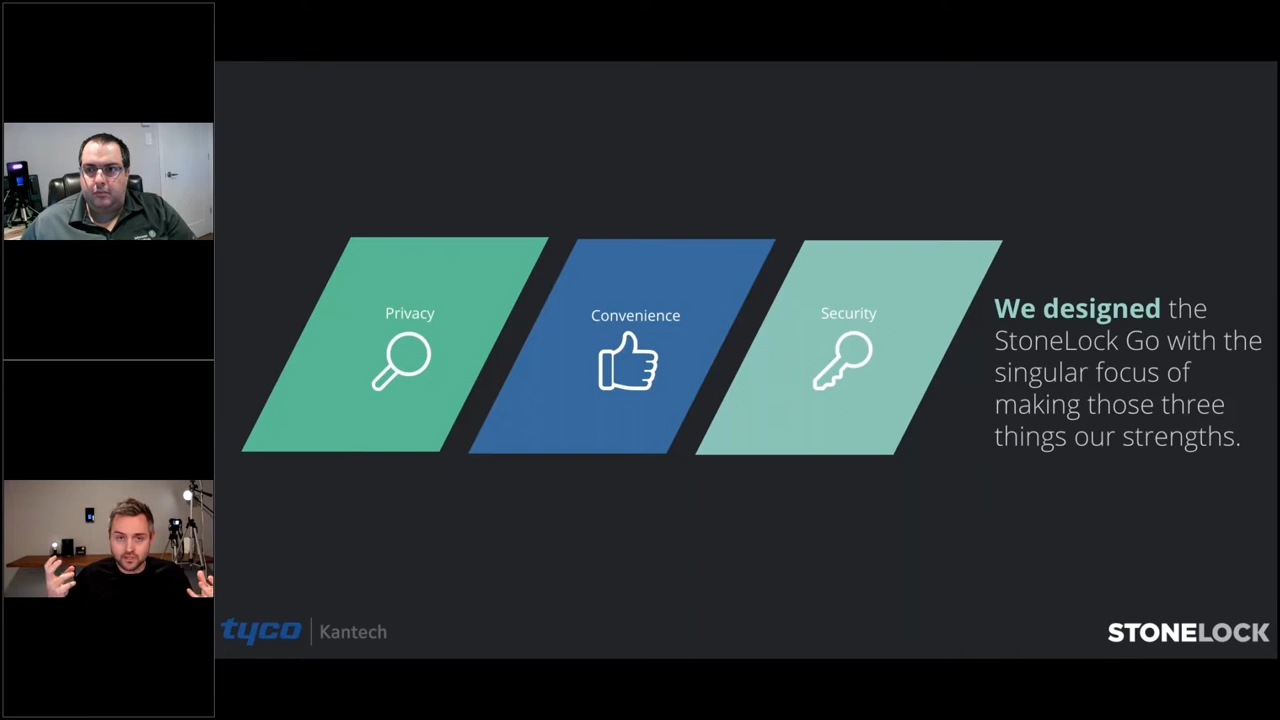 Privacy
Convenience
Security
We designed the
StoneLock Go with the
singular focus of
making those three
things our strengths.
tyco | Kantech
STONELOCK